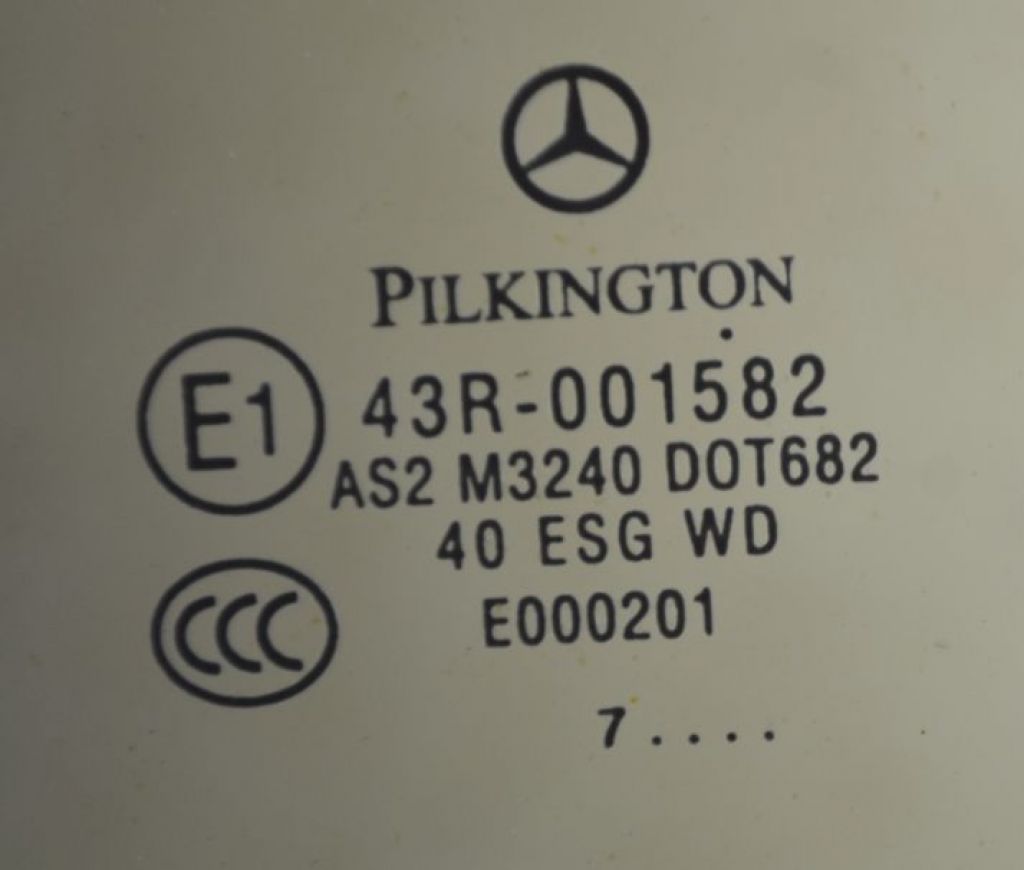 PILKINGTON
E1 43R-001582
AS2 M3240 DOT682
40 ESG WD
CCC E000201
7....